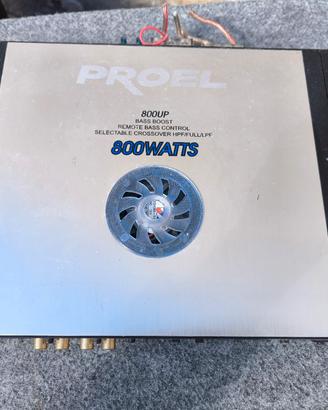 PROEL
800UP
BASS BOOST
REMOTE BASS CONTROL
SELECTABLE CROSSOVER HPF/FULL/LPF
800WATTS